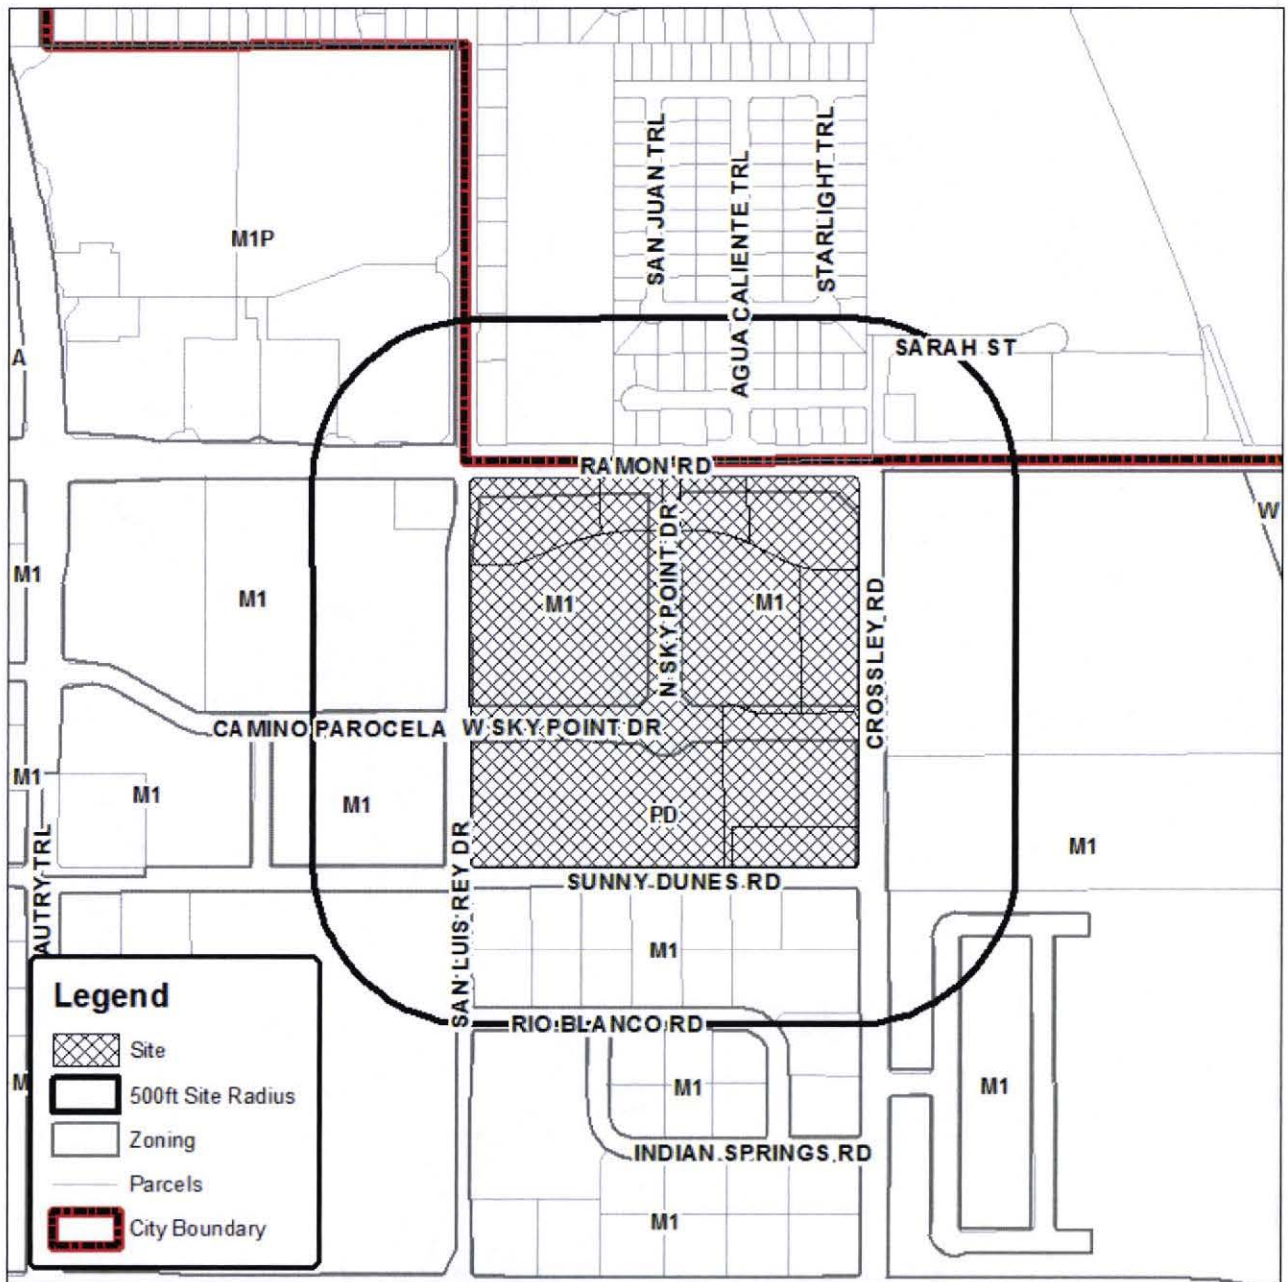 SAN JUAN TRL
AGUA CALIENTE TRL
STARLIGHT TRL
M1P
A
SARAH ST
RAMON RD
W
M1
M1
M1
N SKY POINT DR
M1
CROSSLEY RD
CAMINO PAROCELA
W SKY POINT DR
M1
M1
M1
PD
M1
AUTRY TRL
SAN LUIS REY DR
SUNNY DUNES RD
M1
RIO BLANCO RD
M
M1
M1
INDIAN SPRINGS RD
M1
Legend
Site
500ft Site Radius
Zoning
Parcels
City Boundary